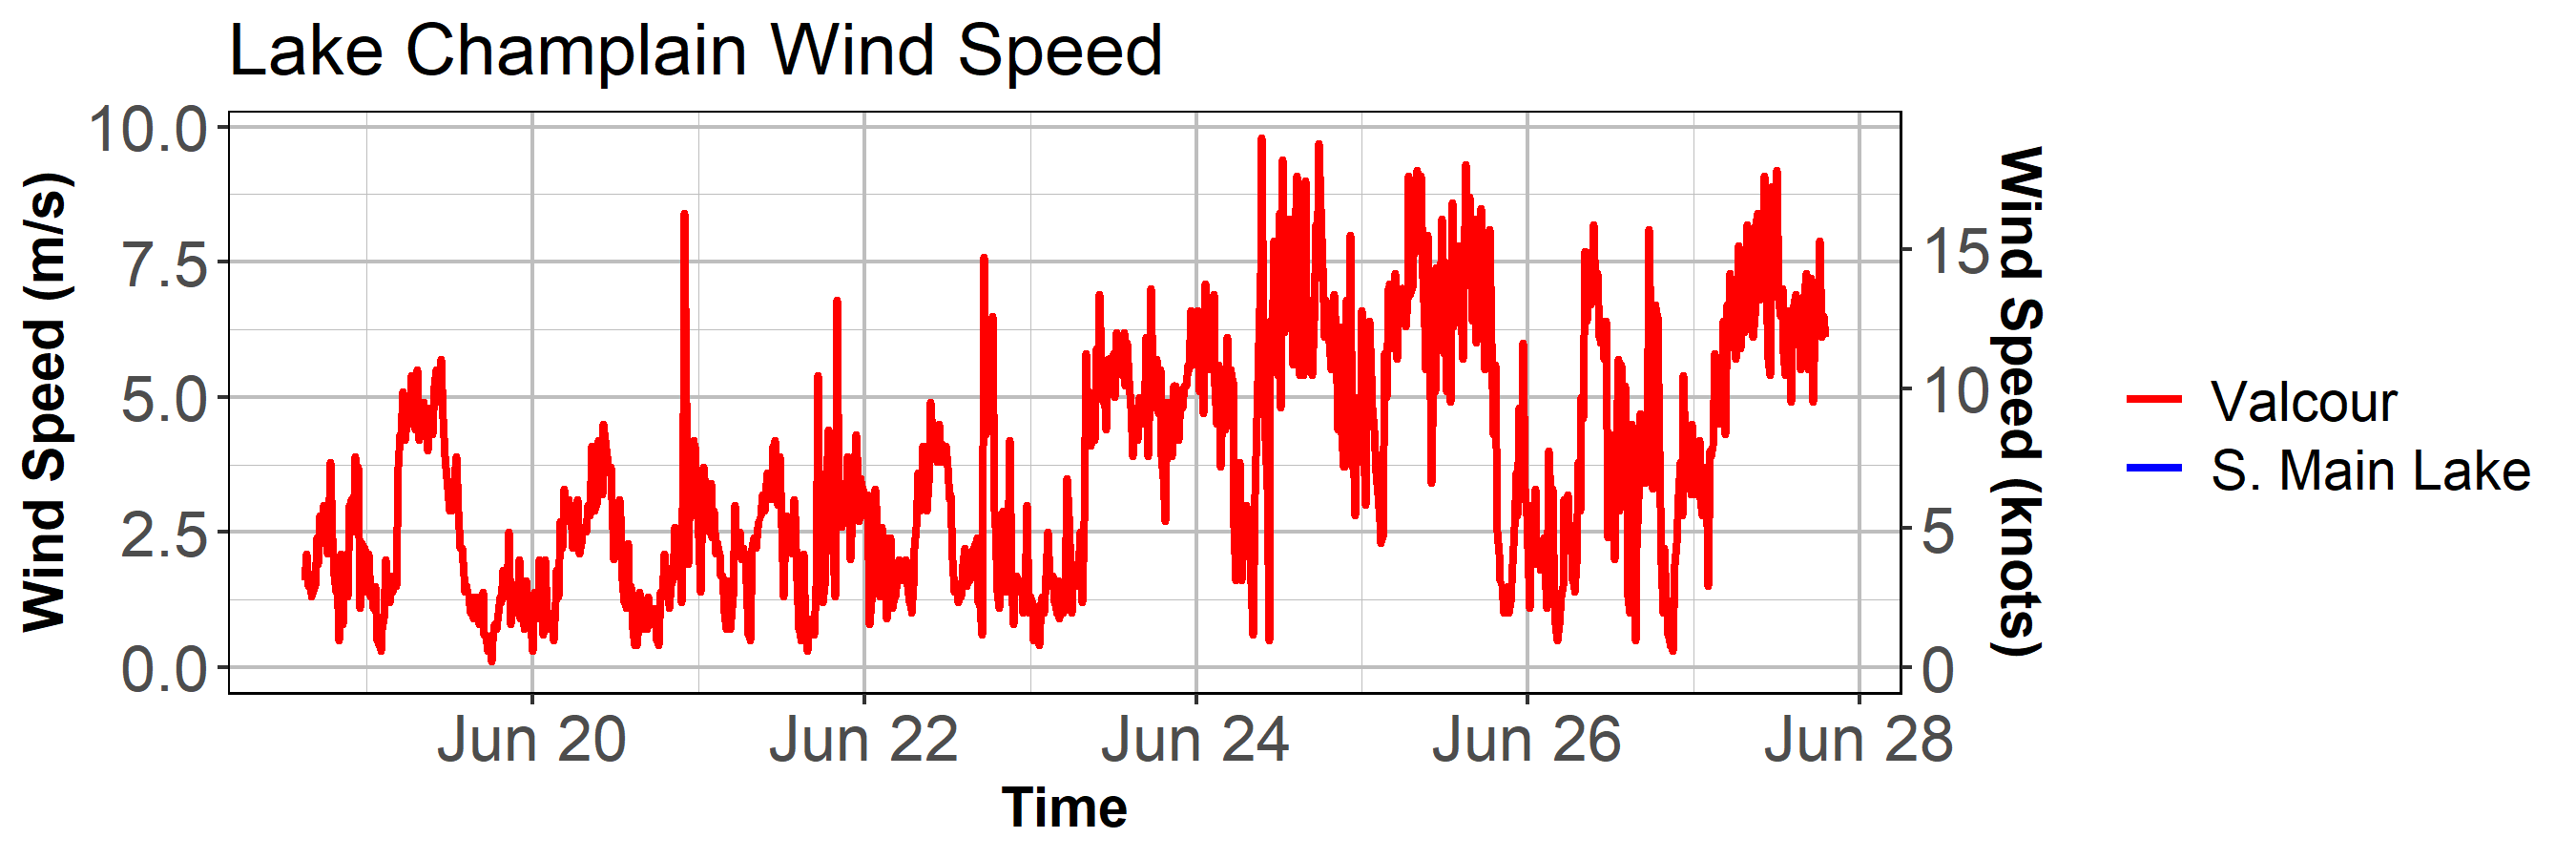 Lake Champlain Wind Speed
Wind Speed (m/s)
10.0
7.5
5.0
2.5
0.0
Wind Speed (knots)
15
10
5
0
Jun 20
Jun 22
Jun 24
Jun 26
Jun 28
Time
Valcour
S. Main Lake